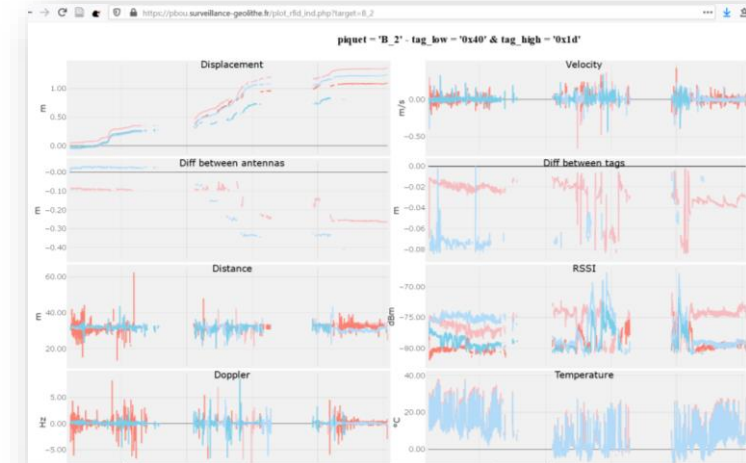 https://pibou.surveillance-geolithe.fr/plot_rfid_ind.php?target=B_2
piquet = 'B_2' - tag_low = '0x40' & tag_high = '0x1d'
Displacement
m
1.00
0.50
0.00
Velocity
m/s
0.00
−0.50
Diff between antennas
m
−0.00
−0.10
−0.20
−0.30
−0.40
Diff between tags
m
0.00
−0.02
−0.04
−0.06
−0.08
Distance
m
60.00
40.00
20.00
RSSI
dBm
−70.00
−75.00
−80.00
Doppler
Hz
5.00
0.00
−5.00
Temperature
°C
40.00
20.00
0.00